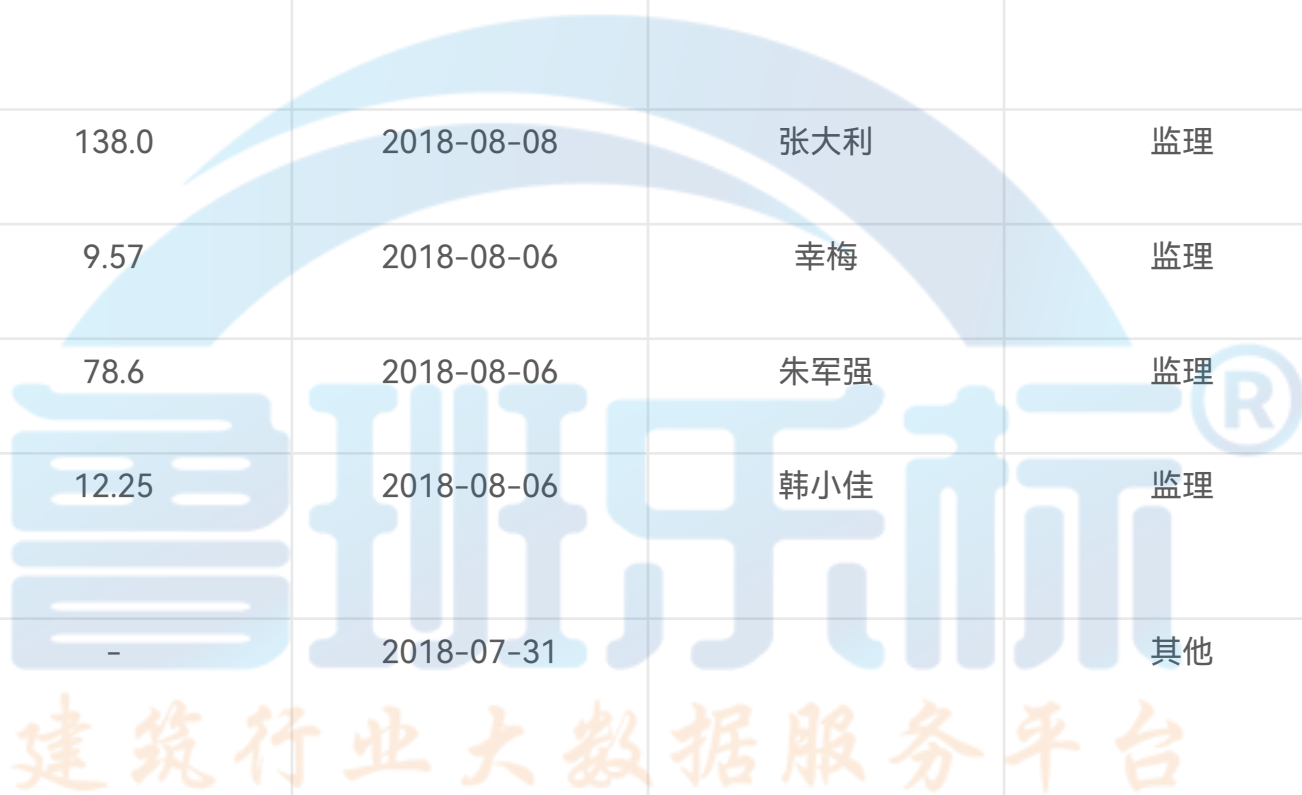 138.0 2018-08-08 张大利 监理
9.57 2018-08-06 幸梅 监理
78.6 2018-08-06 朱军强 监理
12.25 2018-08-06 韩小佳 监理
- 2018-07-31 其他
鲁班乐标®
建筑行业大数据服务平台